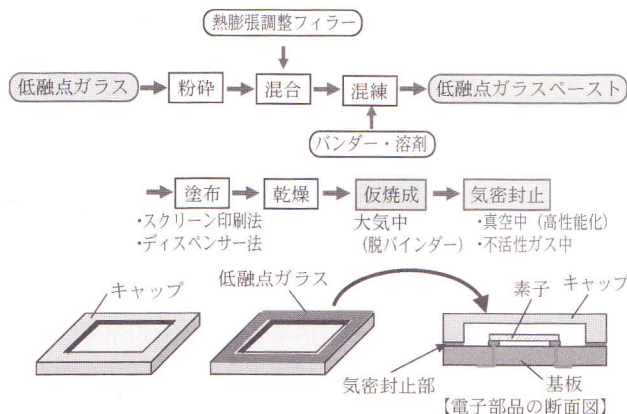 熱膨張調整フィラー
低融点ガラス
粉砕
混合
混練
低融点ガラスペースト
バンダー・溶剤
塗布
乾燥
仮焼成
気密封止
・スクリーン印刷法
・ディスペンサー法
大気中
(脱バインダー)
・真空中（高性能化）
・不活性ガス中
キャップ
低融点ガラス
素子
キャップ
気密封止部
基板
【電子部品の断面図】